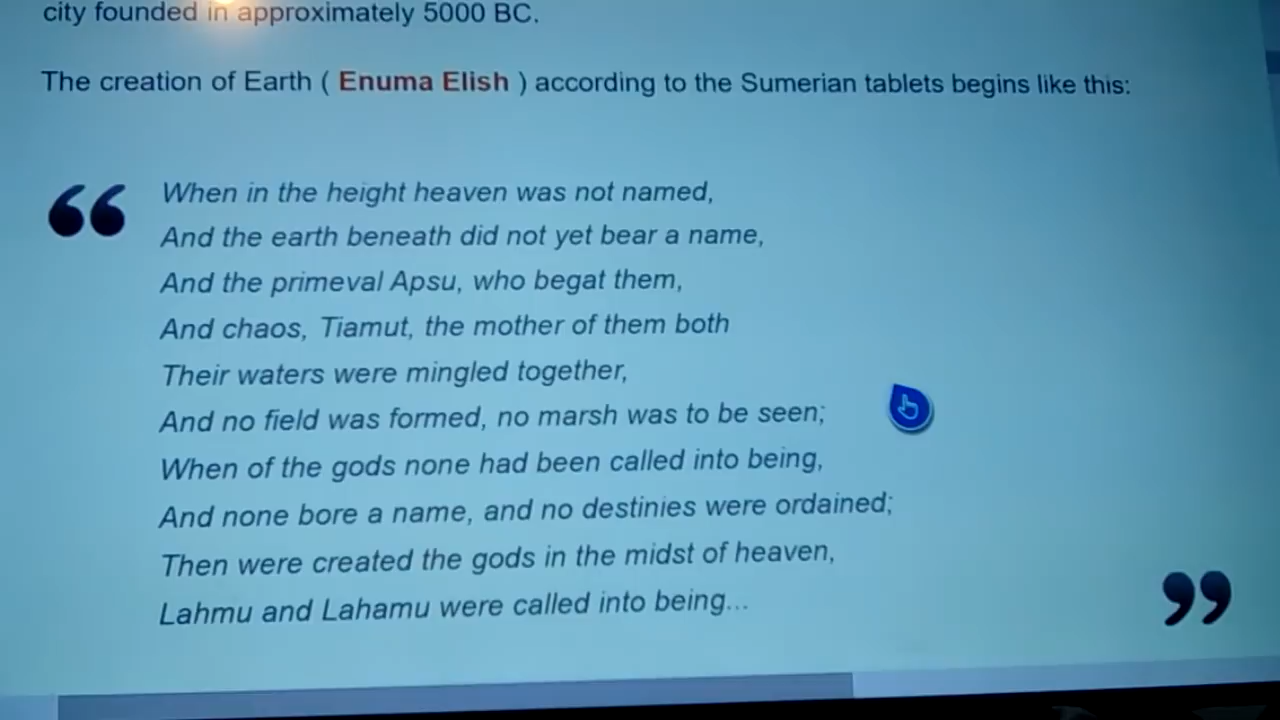 city founded in approximately 5000 BC.
The creation of Earth ( Enuma Elish ) according to the Sumerian tablets begins like this:
“ When in the height heaven was not named,
And the earth beneath did not yet bear a name,
And the primeval Apsu, who begat them,
And chaos, Tiamut, the mother of them both
Their waters were mingled together,
And no field was formed, no marsh was to be seen;
When of the gods none had been called into being,
And none bore a name, and no destinies were ordained;
Then were created the gods in the midst of heaven,
Lahmu and Lahamu were called into being... ”